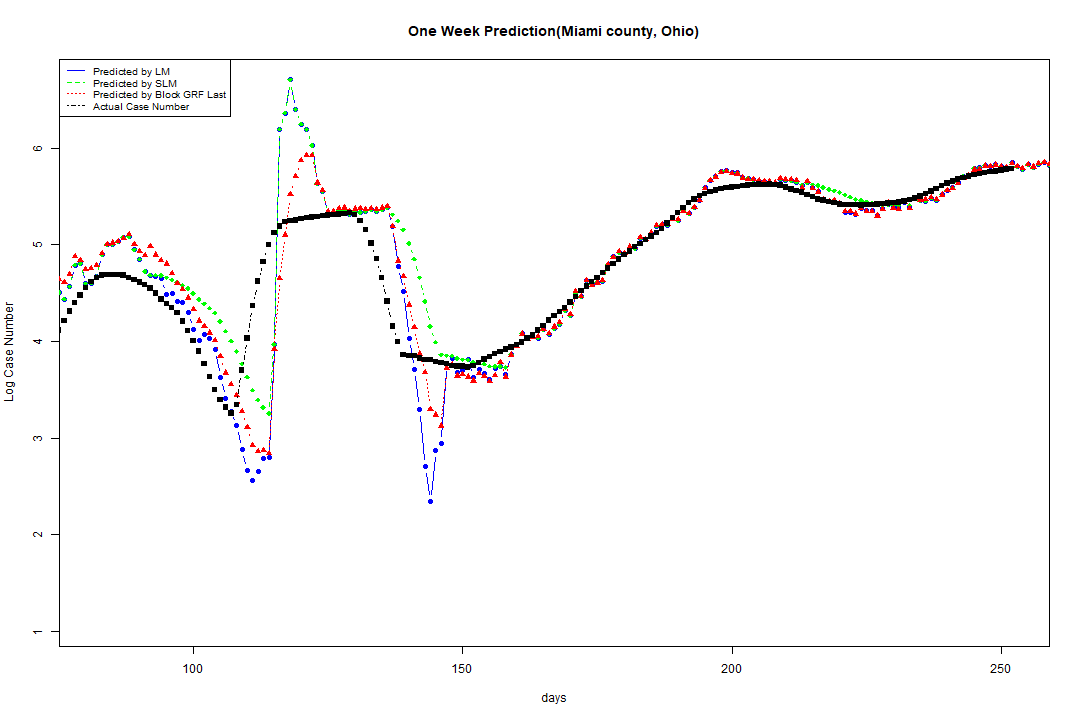 One Week Prediction(Miami county, Ohio)
Predicted by LM
Predicted by SLM
Predicted by Block GRF Last
Actual Case Number
Log Case Number
6
5
4
3
2
1
100 150 200 250
days